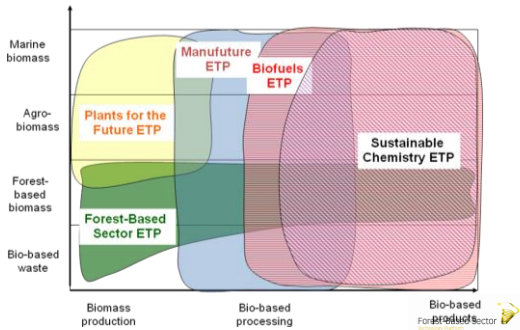 Marine
biomass
Manufuture
ETP
Biofuels
ETP
Agro-
biomass
Plants for the
Future ETP
Sustainable
Chemistry ETP
Forest-
based
biomass
Forest-Based
Sector ETP
Bio-based
waste
Biomass
production
Bio-based
processing
Bio-based
products
Forest-Based Sector